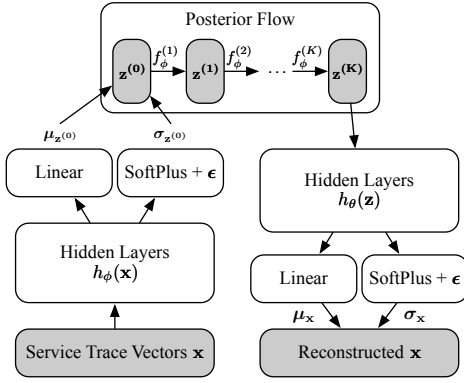 Posterior Flow
z^(0) f_ϕ^(1) z^(1) f_ϕ^(2) … f_ϕ^(K) z^(K)
μ_z^(0) σ_z^(0)
Linear SoftPlus + ϵ
Hidden Layers
h_ϕ(x)
Service Trace Vectors x
Hidden Layers
h_θ(z)
Linear SoftPlus + ϵ
μ_x σ_x
Reconstructed x